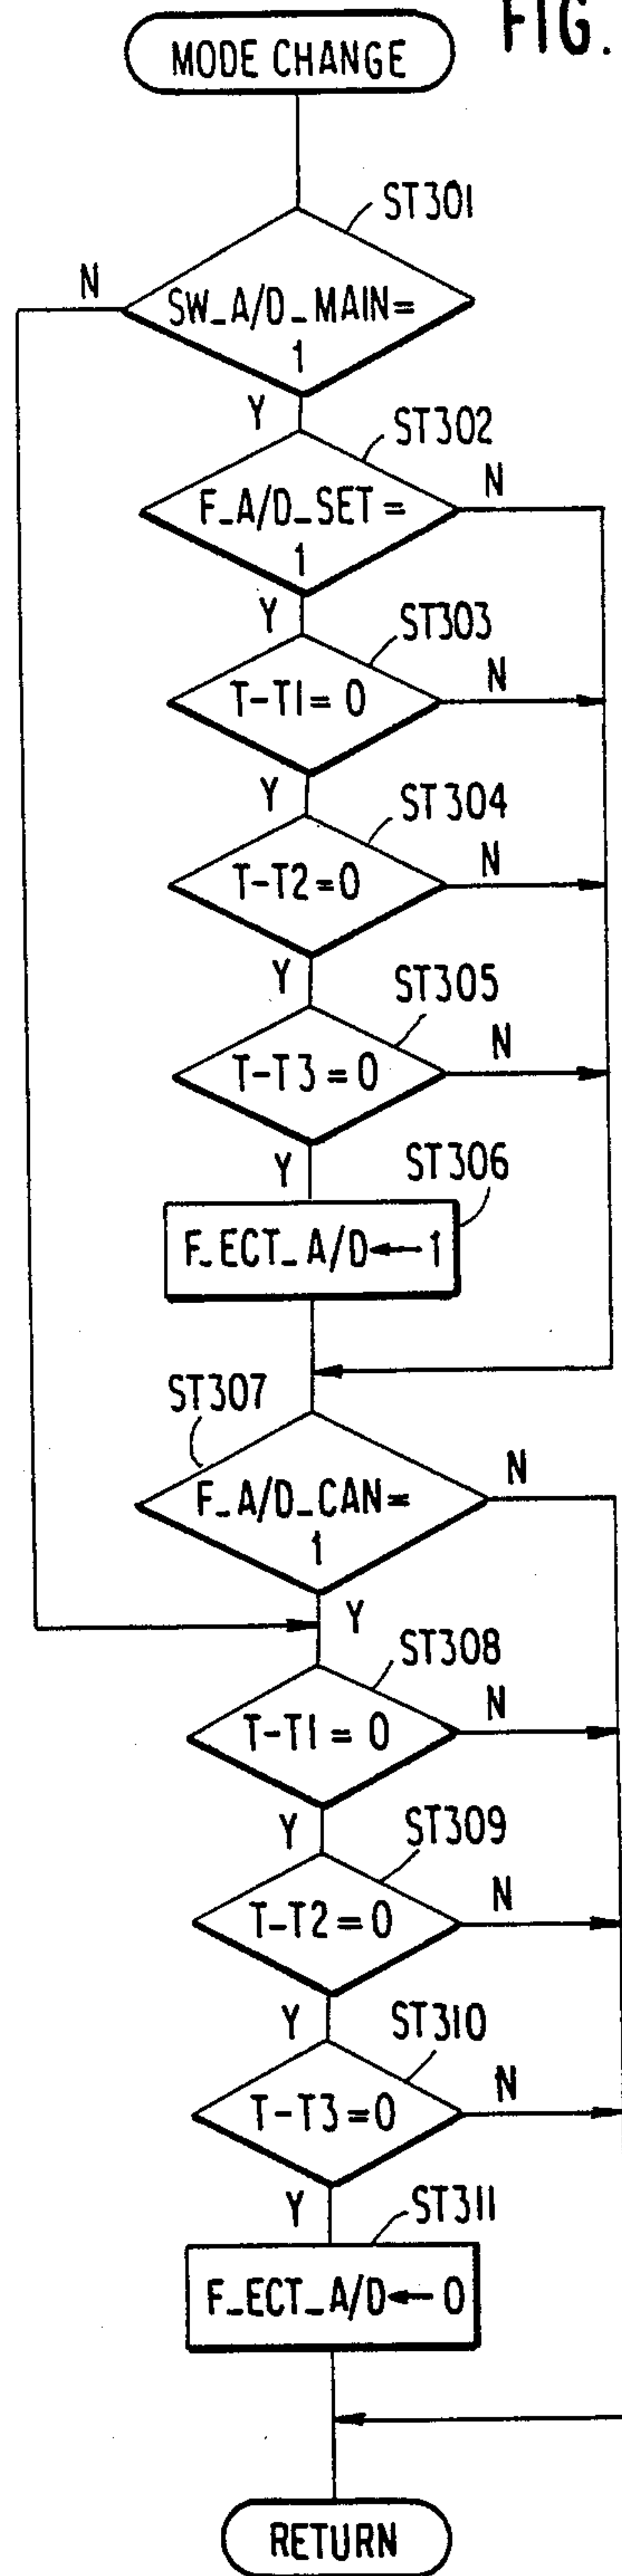 FIG.
MODE CHANGE
ST301
N
SW_A/D_MAIN=
1
Y
ST302
N
F_A/D_SET=
1
Y
ST303
N
T-T1=0
Y
ST304
N
T-T2=0
Y
ST305
N
T-T3=0
Y
ST306
F_ECT_A/D←1
ST307
N
F_A/D_CAN=
1
Y
ST308
N
T-T1=0
Y
ST309
N
T-T2=0
Y
ST310
N
T-T3=0
Y
ST311
F_ECT_A/D←0
RETURN